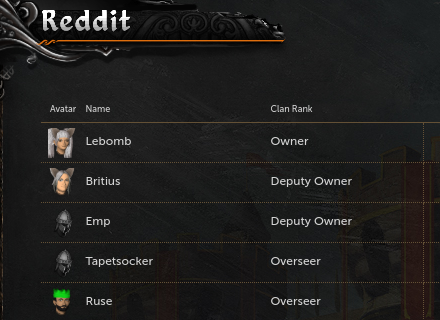 Reddit
Avatar Name Clan Rank
Lebomb Owner
Britius Deputy Owner
Emp Deputy Owner
Tapetsocker Overseer
Ruse Overseer